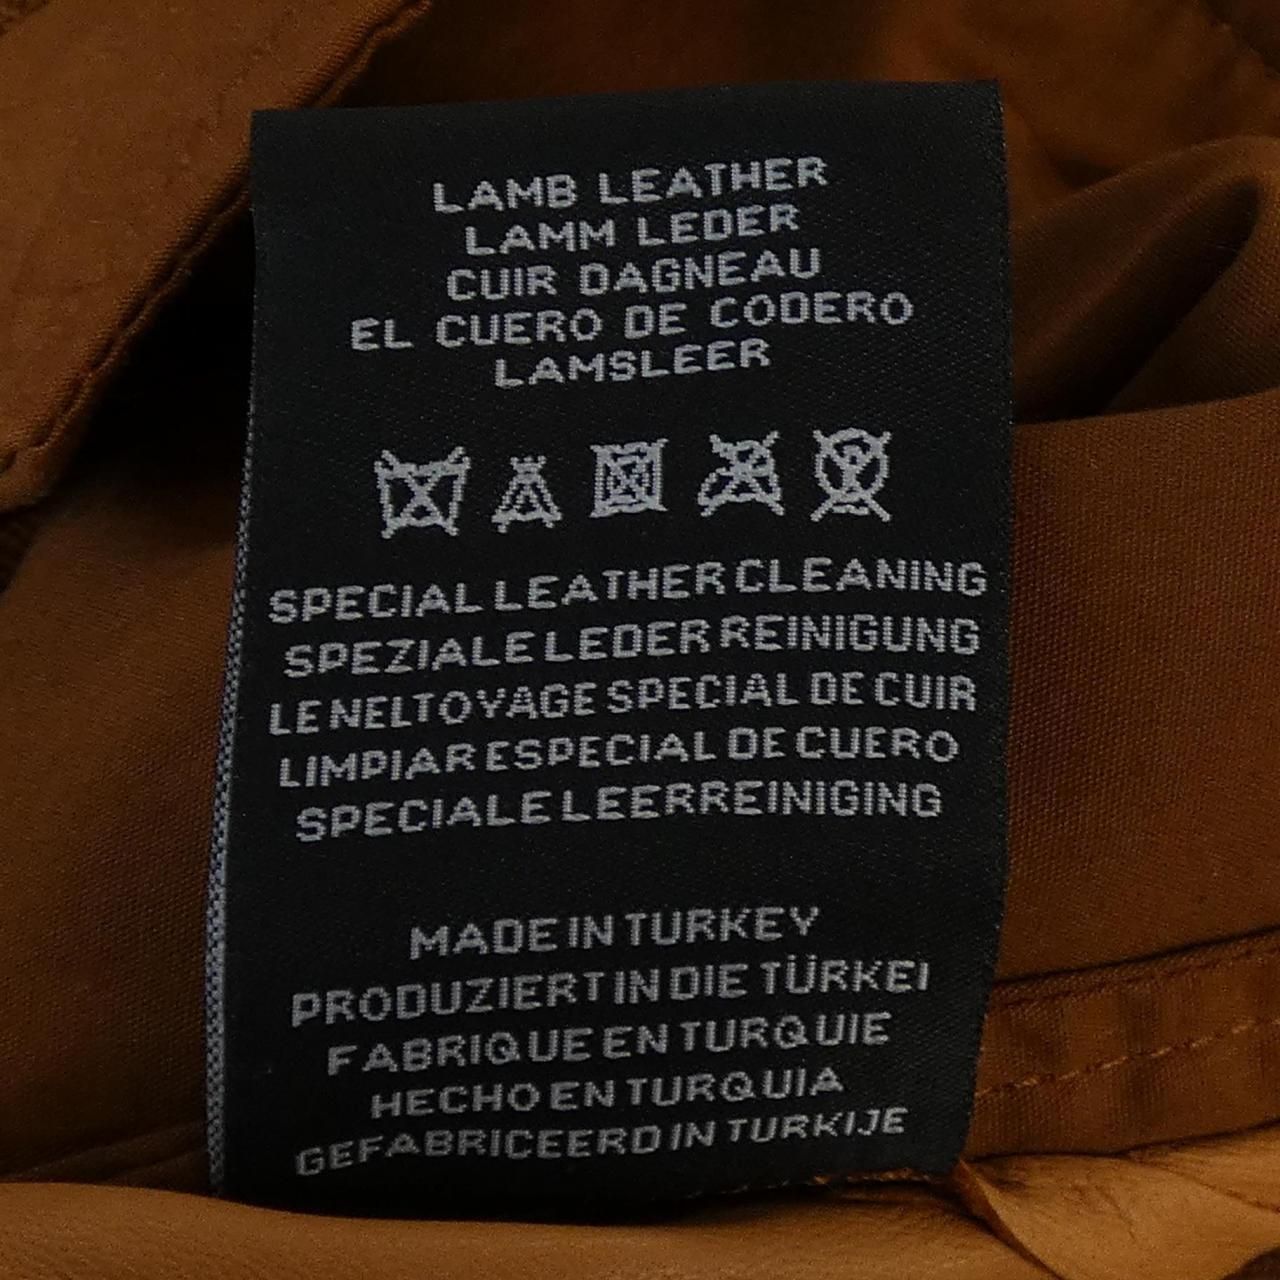 LAMB LEATHER
LAMM LEDER
CUIR DAGNEAU
EL CUERO DE CODERO
LAMSLEER
SPECIAL LEATHER CLEANING
SPEZIALE LEDER REINIGUNG
LE NELTOYAGE SPECIAL DE CUIR
LIMPIAR ESPECIAL DE CUERO
SPECIALE LEERREINIGING
MADE IN TURKEY
PRODUZIERT IN DIE TÜRKEI
FABRIQUE EN TURQUIE
HECHO EN TURQUIA
GEFABRICEERD IN TURKIJE